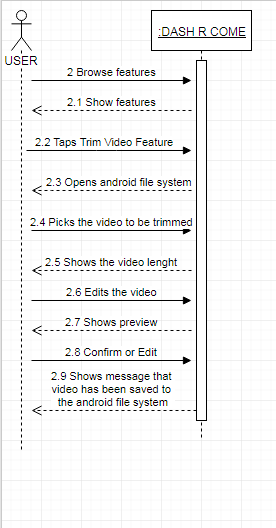 USER
:DASH R COME
2 Browse features
2.1 Show features
2.2 Taps Trim Video Feature
2.3 Opens android file system
2.4 Picks the video to be trimmed
2.5 Shows the video lenght
2.6 Edits the video
2.7 Shows preview
2.8 Confirm or Edit
2.9 Shows message that
video has been saved to
the android file system